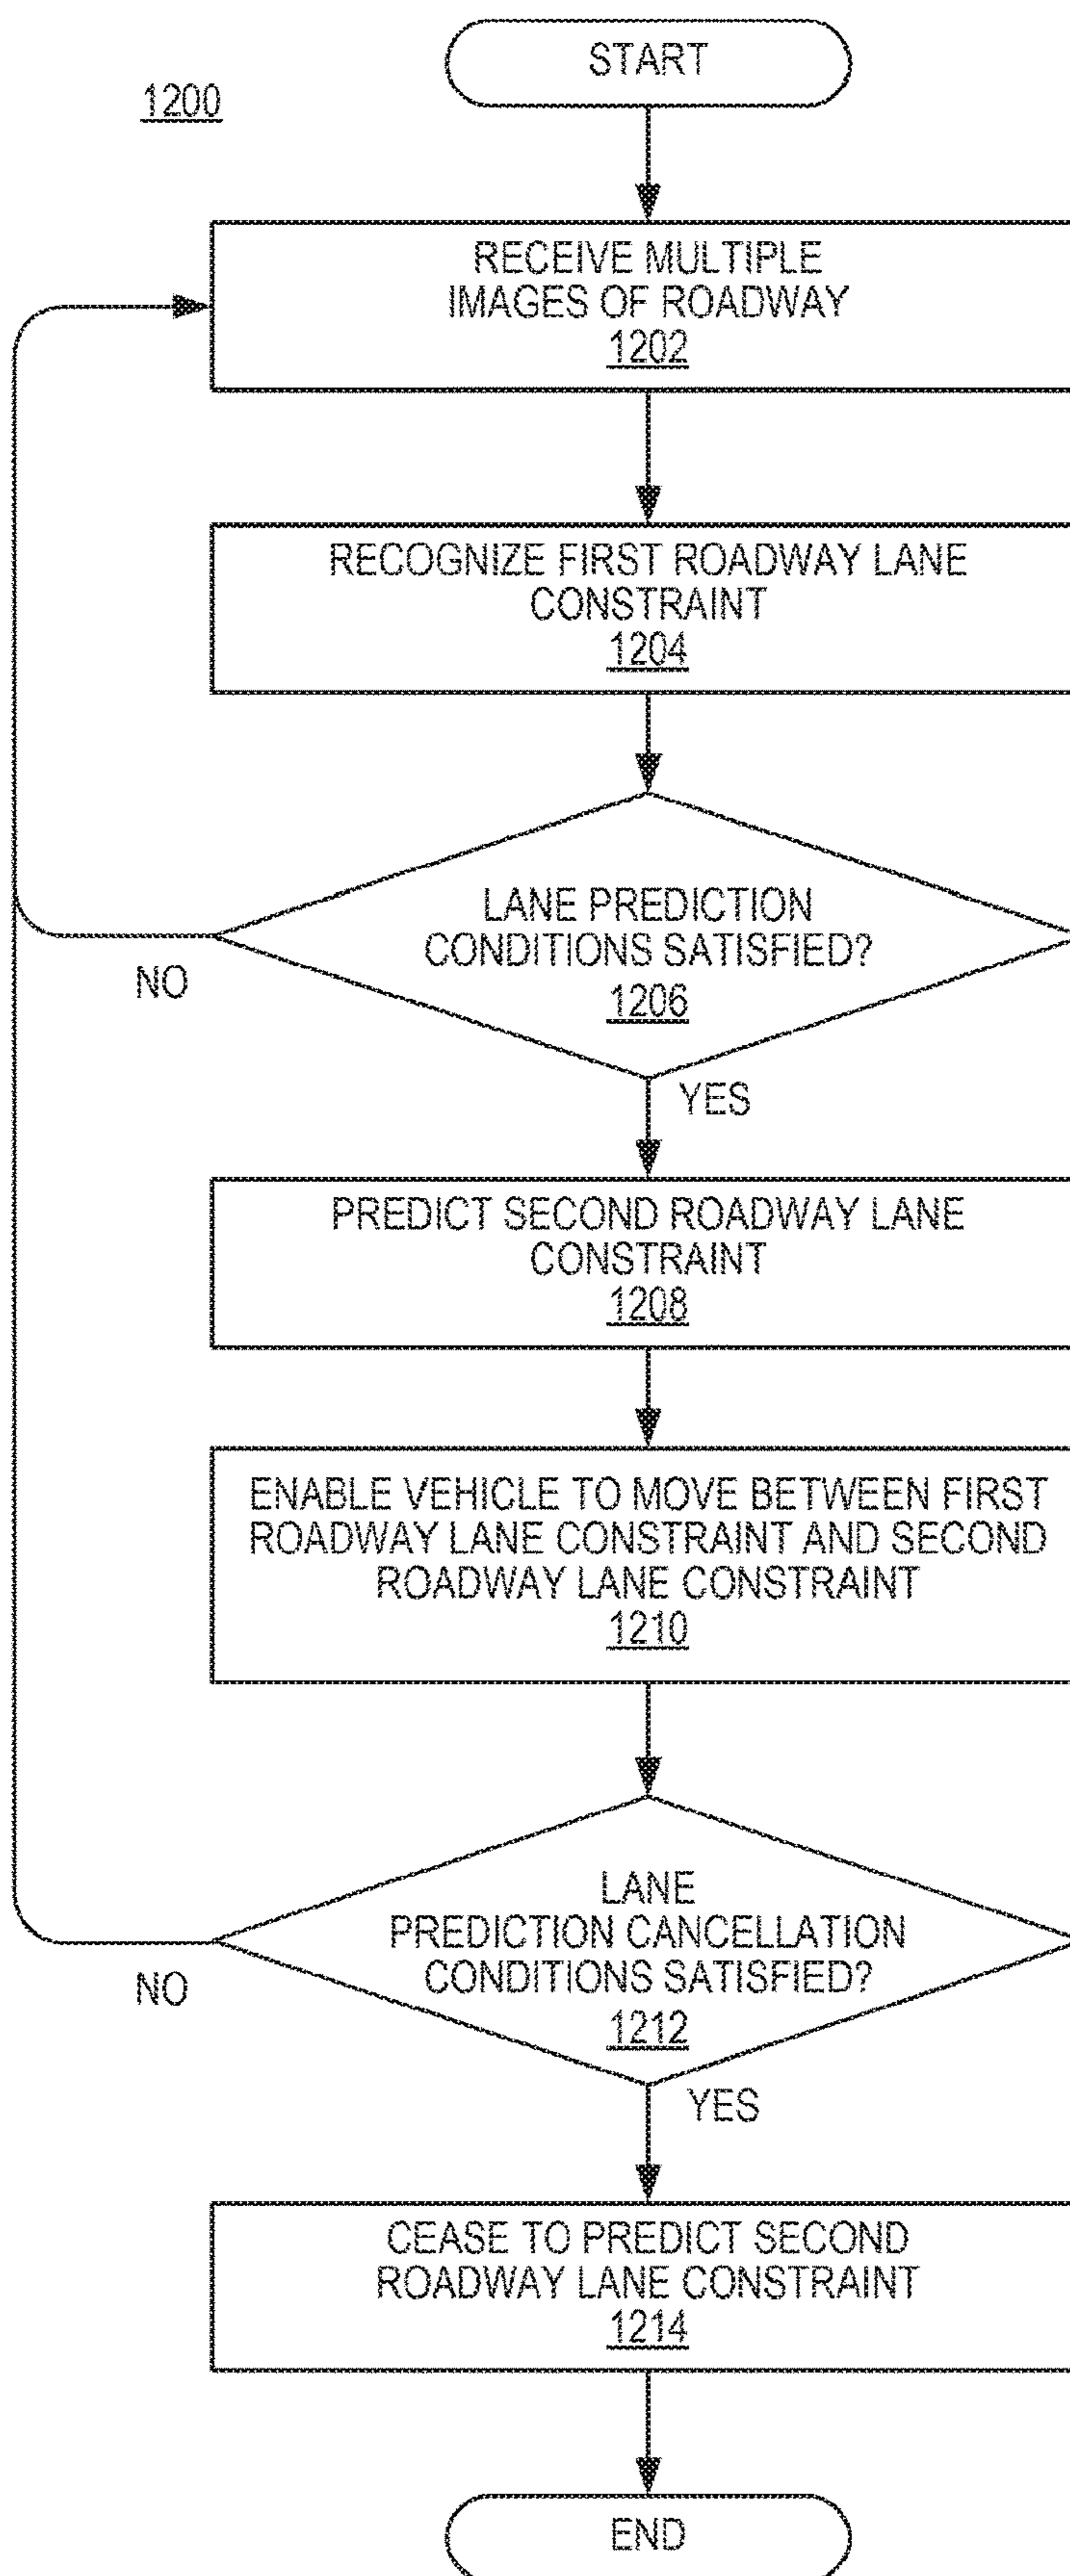 START
1200
RECEIVE MULTIPLE
IMAGES OF ROADWAY
1202
RECOGNIZE FIRST ROADWAY LANE
CONSTRAINT
1204
LANE PREDICTION
CONDITIONS SATISFIED?
1206
NO
YES
PREDICT SECOND ROADWAY LANE
CONSTRAINT
1208
ENABLE VEHICLE TO MOVE BETWEEN FIRST
ROADWAY LANE CONSTRAINT AND SECOND
ROADWAY LANE CONSTRAINT
1210
LANE
PREDICTION CANCELLATION
CONDITIONS SATISFIED?
1212
NO
YES
CEASE TO PREDICT SECOND
ROADWAY LANE CONSTRAINT
1214
END